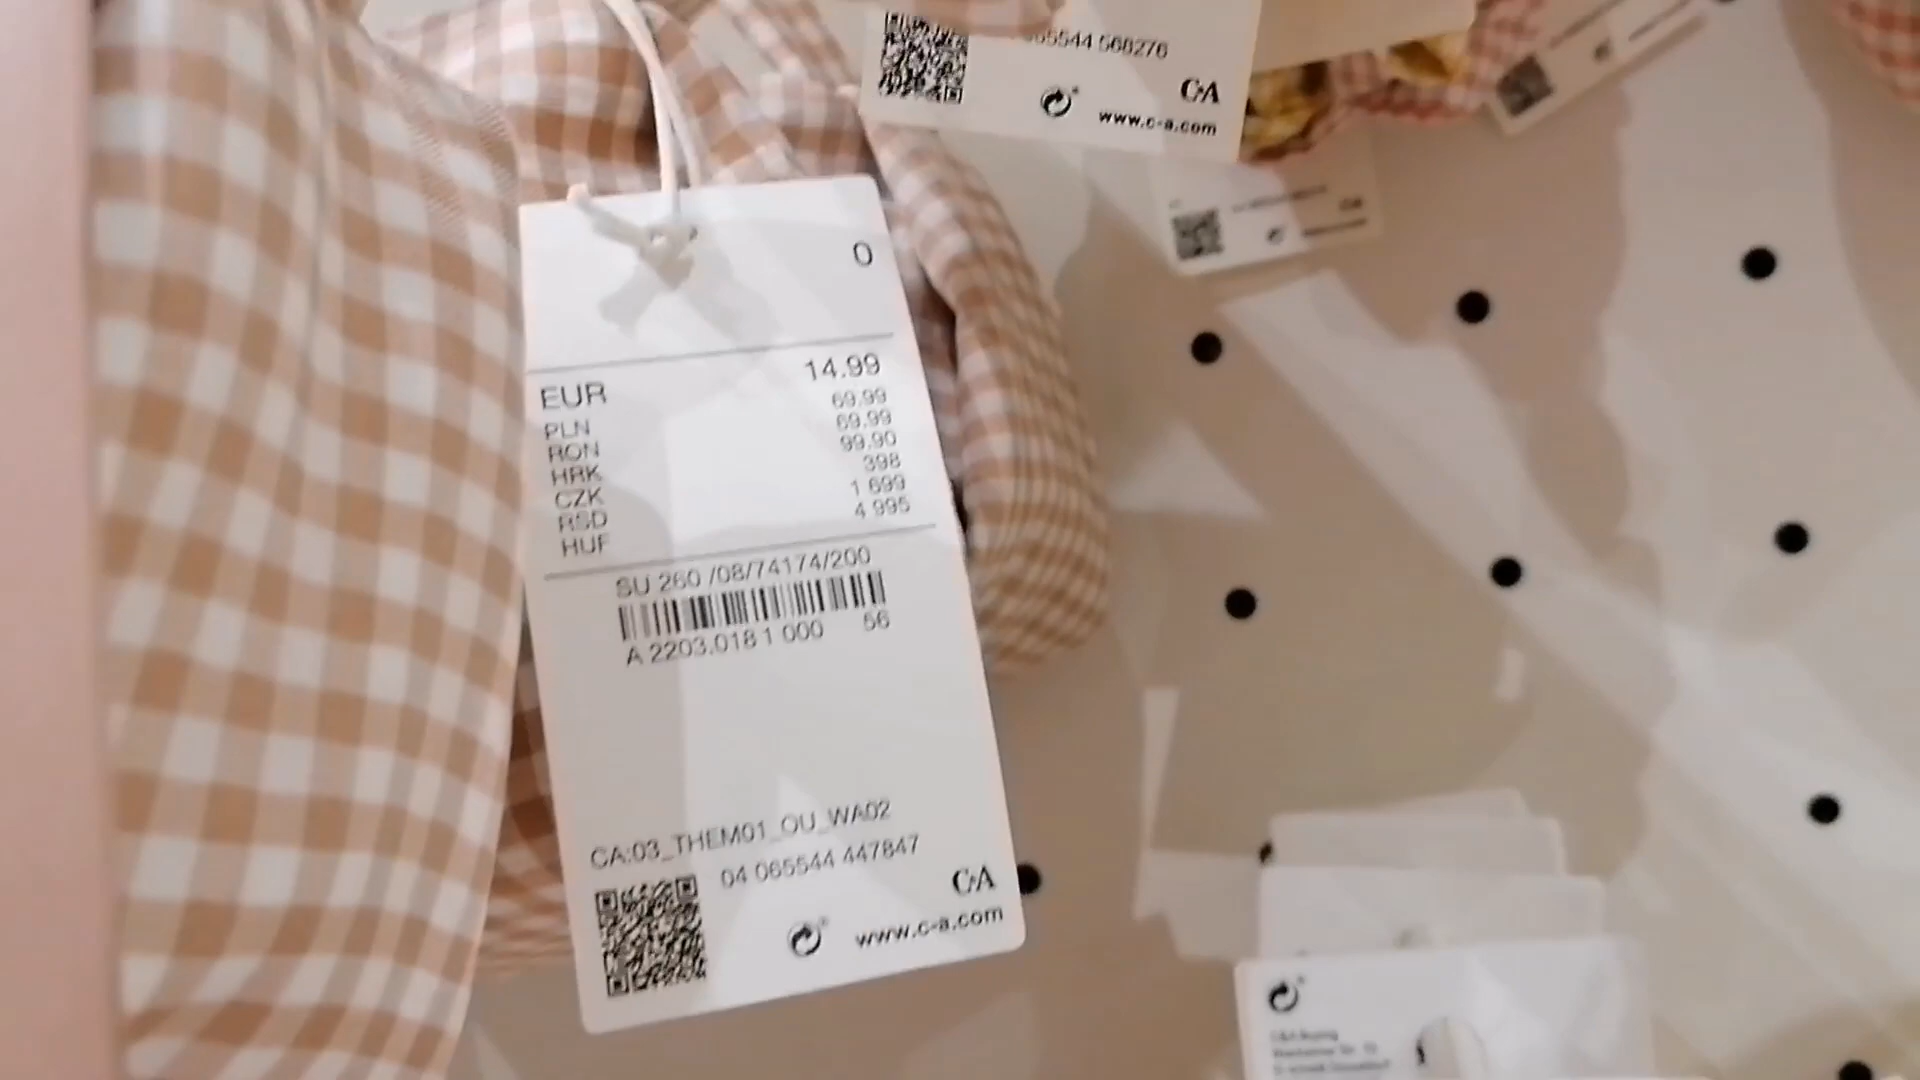 065544 568276
C&A
www.c-a.com
0
EUR 14.99
PLN 69.99
RON 69.99
HRK 99.90
CZK 398
RSD 1 699
HUF 4 995
SU 260 /08/74174/200
A 2203.018 1 000 56
CA:03_THEM01_OU_WA02
04 065544 447847
C&A
www.c-a.com